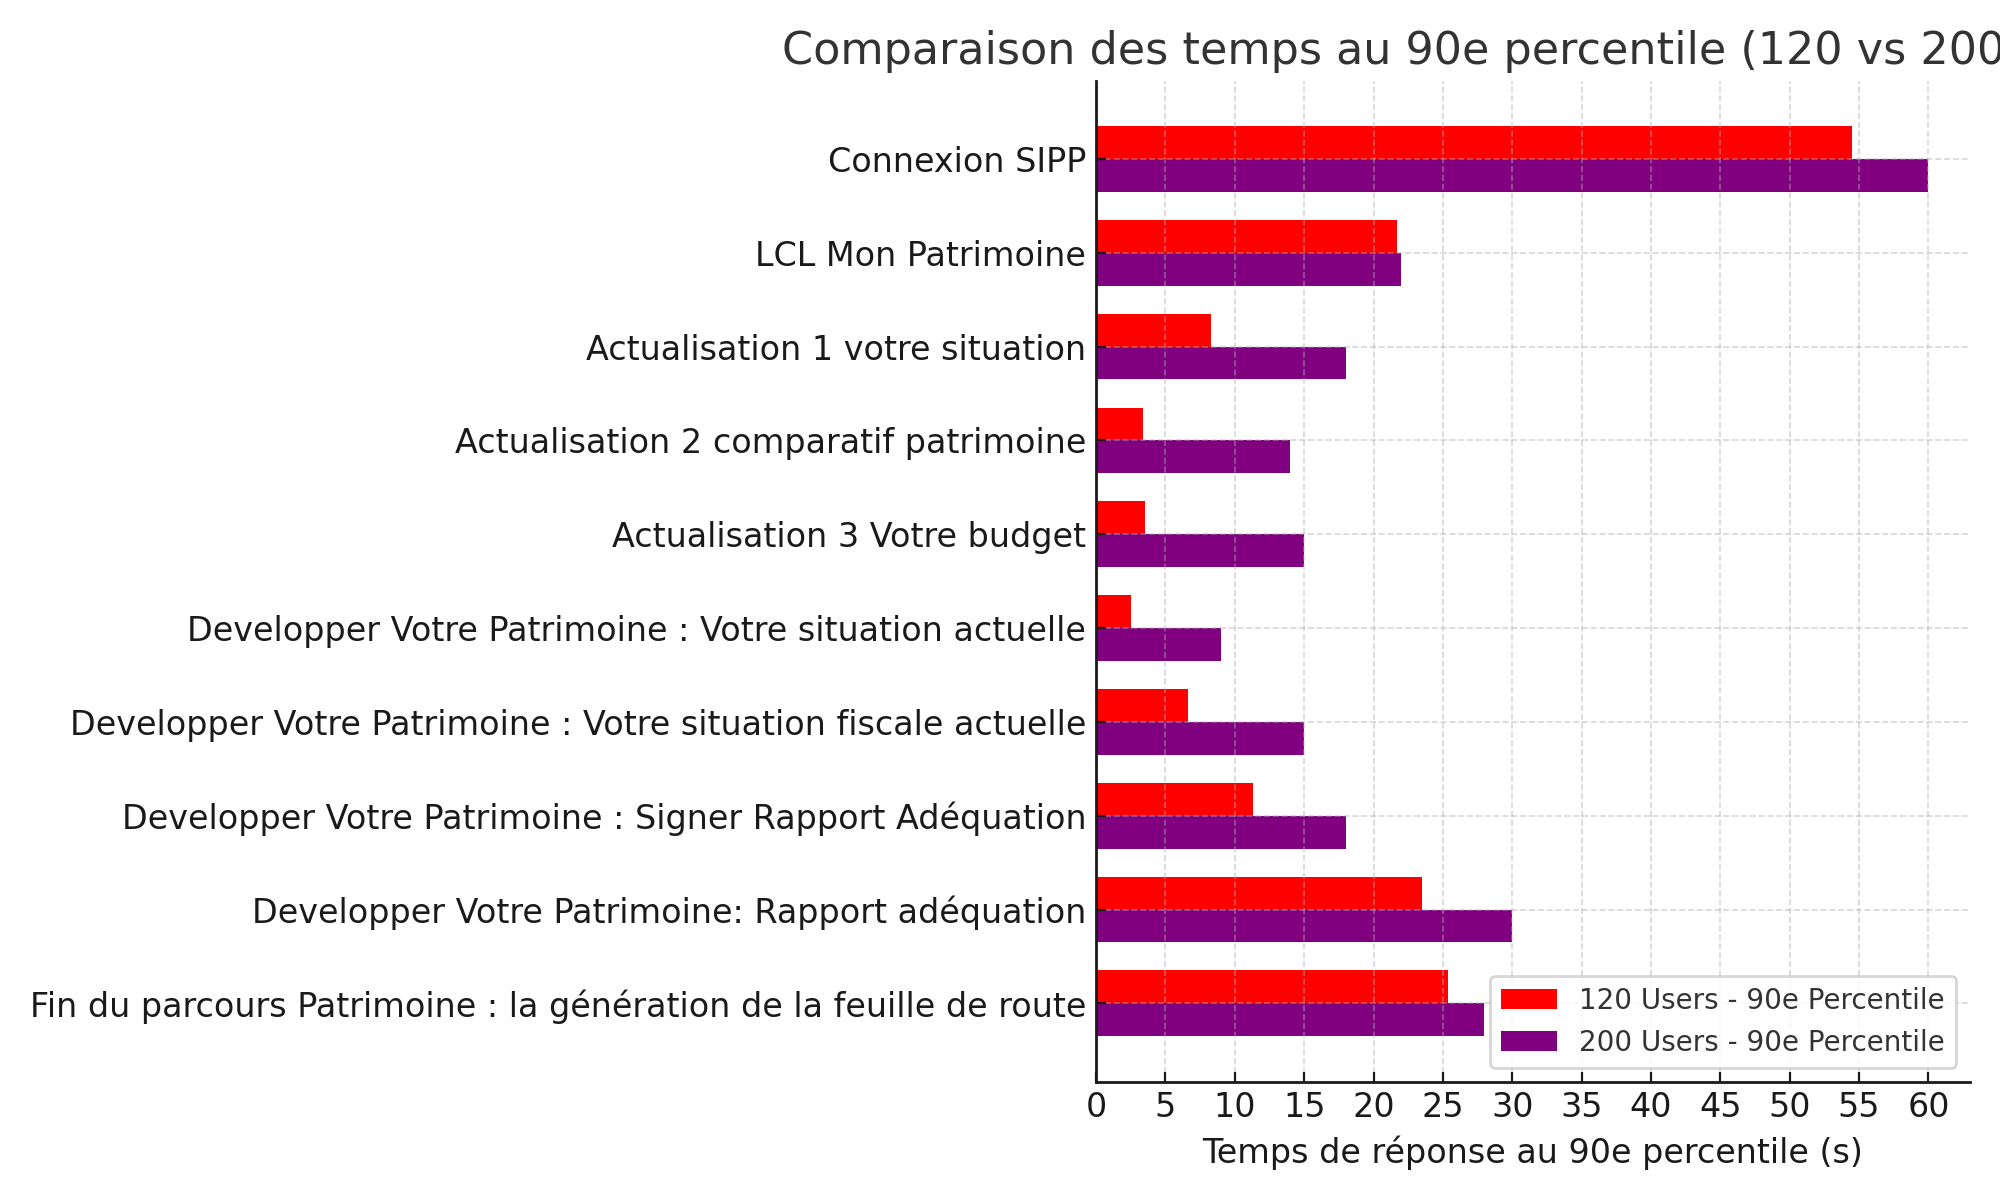 Comparaison des temps au 90e percentile (120 vs 200
Connexion SIPP
LCL Mon Patrimoine
Actualisation 1 votre situation
Actualisation 2 comparatif patrimoine
Actualisation 3 Votre budget
Developper Votre Patrimoine : Votre situation actuelle
Developper Votre Patrimoine : Votre situation fiscale actuelle
Developper Votre Patrimoine : Signer Rapport Adéquation
Developper Votre Patrimoine: Rapport adéquation
Fin du parcours Patrimoine : la génération de la feuille de route
120 Users - 90e Percentile
200 Users - 90e Percentile
0 5 10 15 20 25 30 35 40 45 50 55 60
Temps de réponse au 90e percentile (s)